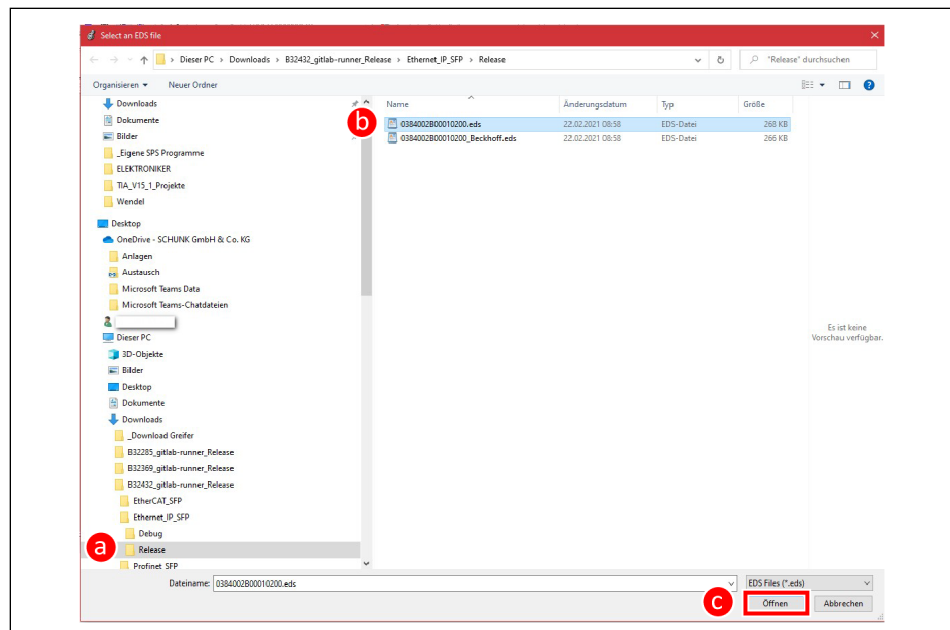 Select an EDS file
Dieser PC > Downloads > B32432_gitlab-runner_Release > Ethernet_IP_SFP > Release
"Release" durchsuchen
Organisieren
Neuer Ordner
Downloads
Dokumente
Bilder
_Eigene SPS Programme
ELEKTRONIKER
TIA_V15_1_Projekte
Wendel
Desktop
OneDrive - SCHUNK GmbH & Co. KG
Anlagen
Austausch
Microsoft Teams Data
Microsoft Teams-Chatdateien
Dieser PC
3D-Objekte
Bilder
Desktop
Dokumente
Downloads
_Download Greifer
B32285_gitlab-runner_Release
B32369_gitlab-runner_Release
B32432_gitlab-runner_Release
EtherCAT_SFP
Ethernet_IP_SFP
Debug
a
Release
Profinet SFP
Name Änderungsdatum Typ Größe
b
0384002B00010200.eds 22.02.2021 08:58 EDS-Datei 268 KB
0384002B00010200_Beckhoff.eds 22.02.2021 08:58 EDS-Datei 266 KB
Es ist keine
Vorschau verfügbar.
Dateiname: 0384002B00010200.eds
EDS Files (*.eds)
c
Öffnen
Abbrechen